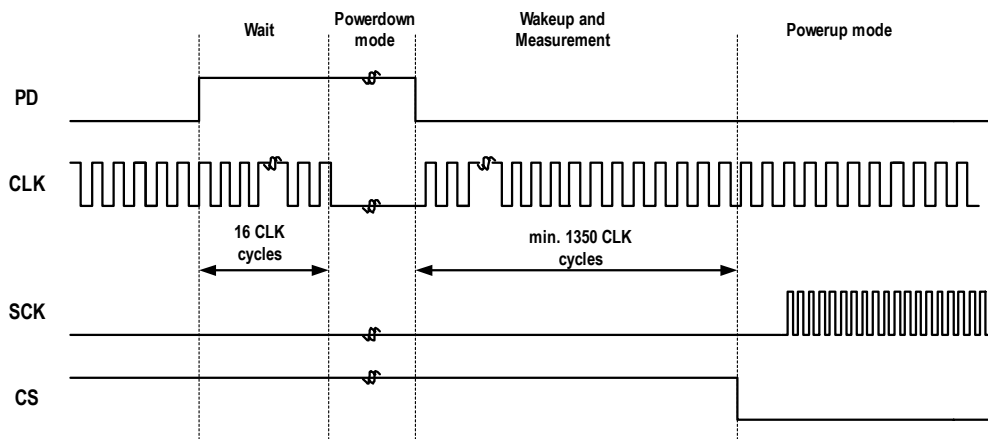 Wait
Powerdown
mode
Wakeup and
Measurement
Powerup mode
PD
CLK
16 CLK
cycles
min. 1350 CLK
cycles
SCK
CS